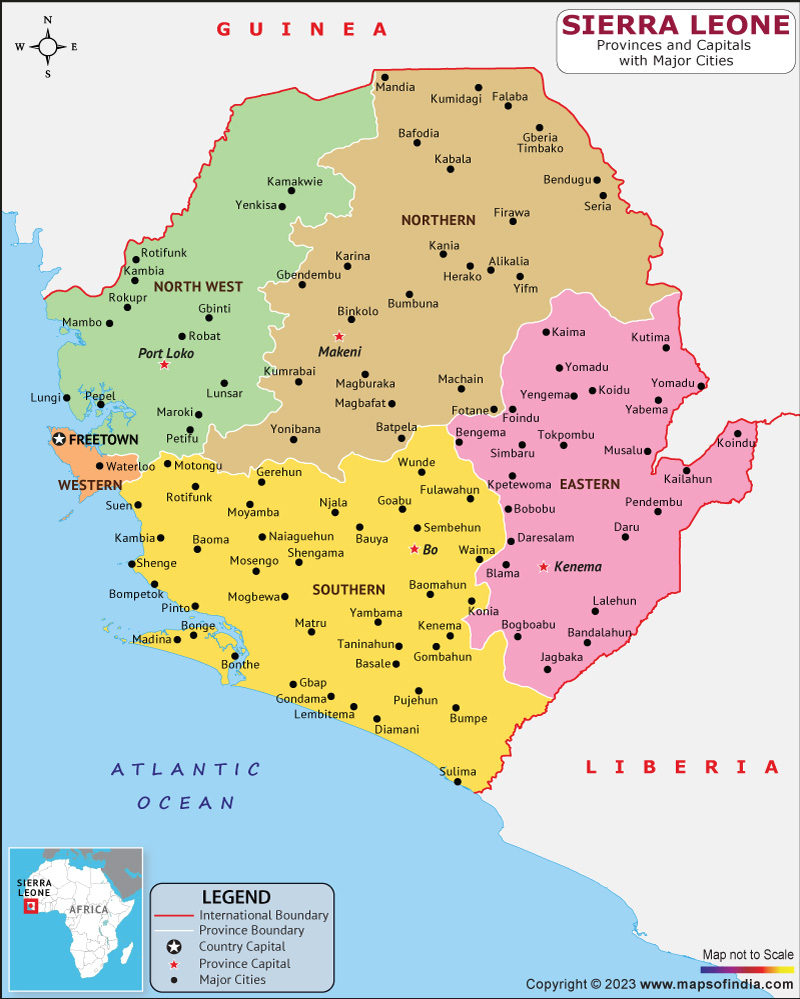 GUINEA
SIERRA LEONE
Provinces and Capitals
with Major Cities
N
W
E
S
Mandia
Kumidagi
Falaba
Bafodia
Gberia
Timbako
Kabala
Kamakwie
Bendugu
Yenkisa
Seria
NORTHERN
Firawa
Rotifunk
Kania
Karina
Alikalia
Kambia
Gbendembu
Herako
NORTH WEST
Yifm
Rokupr
Bumbuna
Gbinti
Binkolo
Mambo
Robat
Kaima
Kutima
Port Loko
Makeni
Yomadu
Kumrabai
Magburaka
Machain
Koidu
Yomadu
Lunsar
Yengema
Lungi
Pepel
Magbafat
Yabema
Maroki
Fotane
Foindu
Petifu
Yonibana
Batpela
Bengema
Tokpombu
FREETOWN
Koindu
Simbaru
Musalu
Waterloo
Motongu
Gerehun
Wunde
Kailahun
WESTERN
Rotifunk
Fulawahun
Kpetewoma
EASTERN
Suen
Moyamba
Njala
Goabu
Bobobu
Pendembu
Kambia
Baoma
Naiaguehun
Bauya
Sembehun
Daresalam
Daru
Shengama
Bo
Waima
Shenge
Mosengo
Blama
Kenema
Bompetok
SOUTHERN
Baomahun
Mogbewa
Pinto
Yambama
Konia
Lalehun
Bonge
Matru
Kenema
Bogboabu
Madina
Taninahun
Bandalahun
Bonthe
Basale
Gombahun
Jagbaka
Gbap
Gondama
Pujehun
Lembitema
Bumpe
Diamani
Sulima
ATLANTIC
OCEAN
LIBERIA
SIERRA
LEONE
AFRICA
LEGEND
International Boundary
Province Boundary
Country Capital
Province Capital
Major Cities
Map not to Scale
Copyright © 2023 www.mapsofindia.com